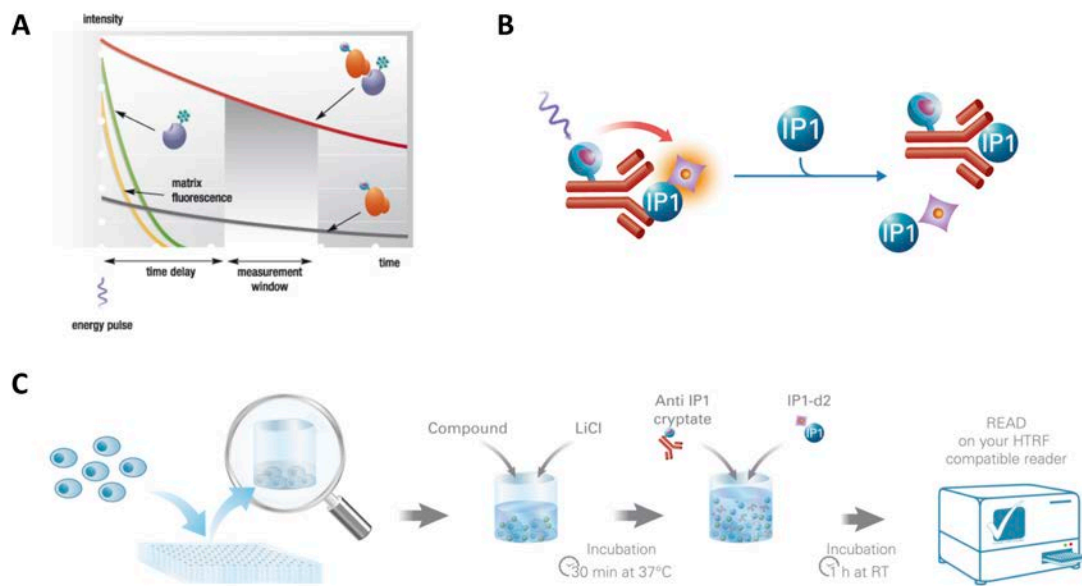 A
intensity
matrix
fluorescence
time delay
measurement
window
time
energy pulse
B
IP1
IP1
IP1
IP1
C
Compound
LiCl
Incubation
30 min at 37°C
Anti IP1
cryptate
IP1-d2
IP1
Incubation
1 h at RT
READ
on your HTRF
compatible reader